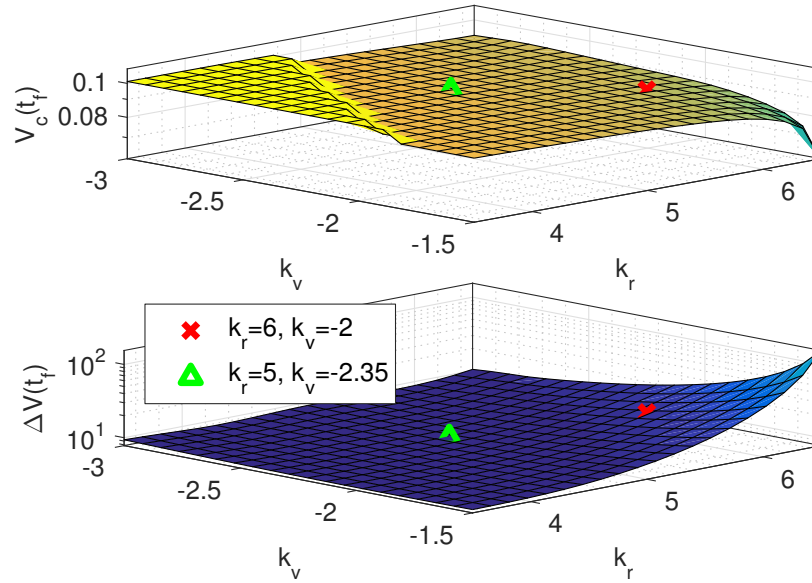 V_c(t_f)
0.1
0.08
-3
-2.5
-2
-1.5
4
5
6
k_v
k_r
k_r=6, k_v=-2
k_r=5, k_v=-2.35
ΔV(t_f)
10^2
10^1
-3
-2.5
-2
-1.5
4
5
6
k_v
k_r